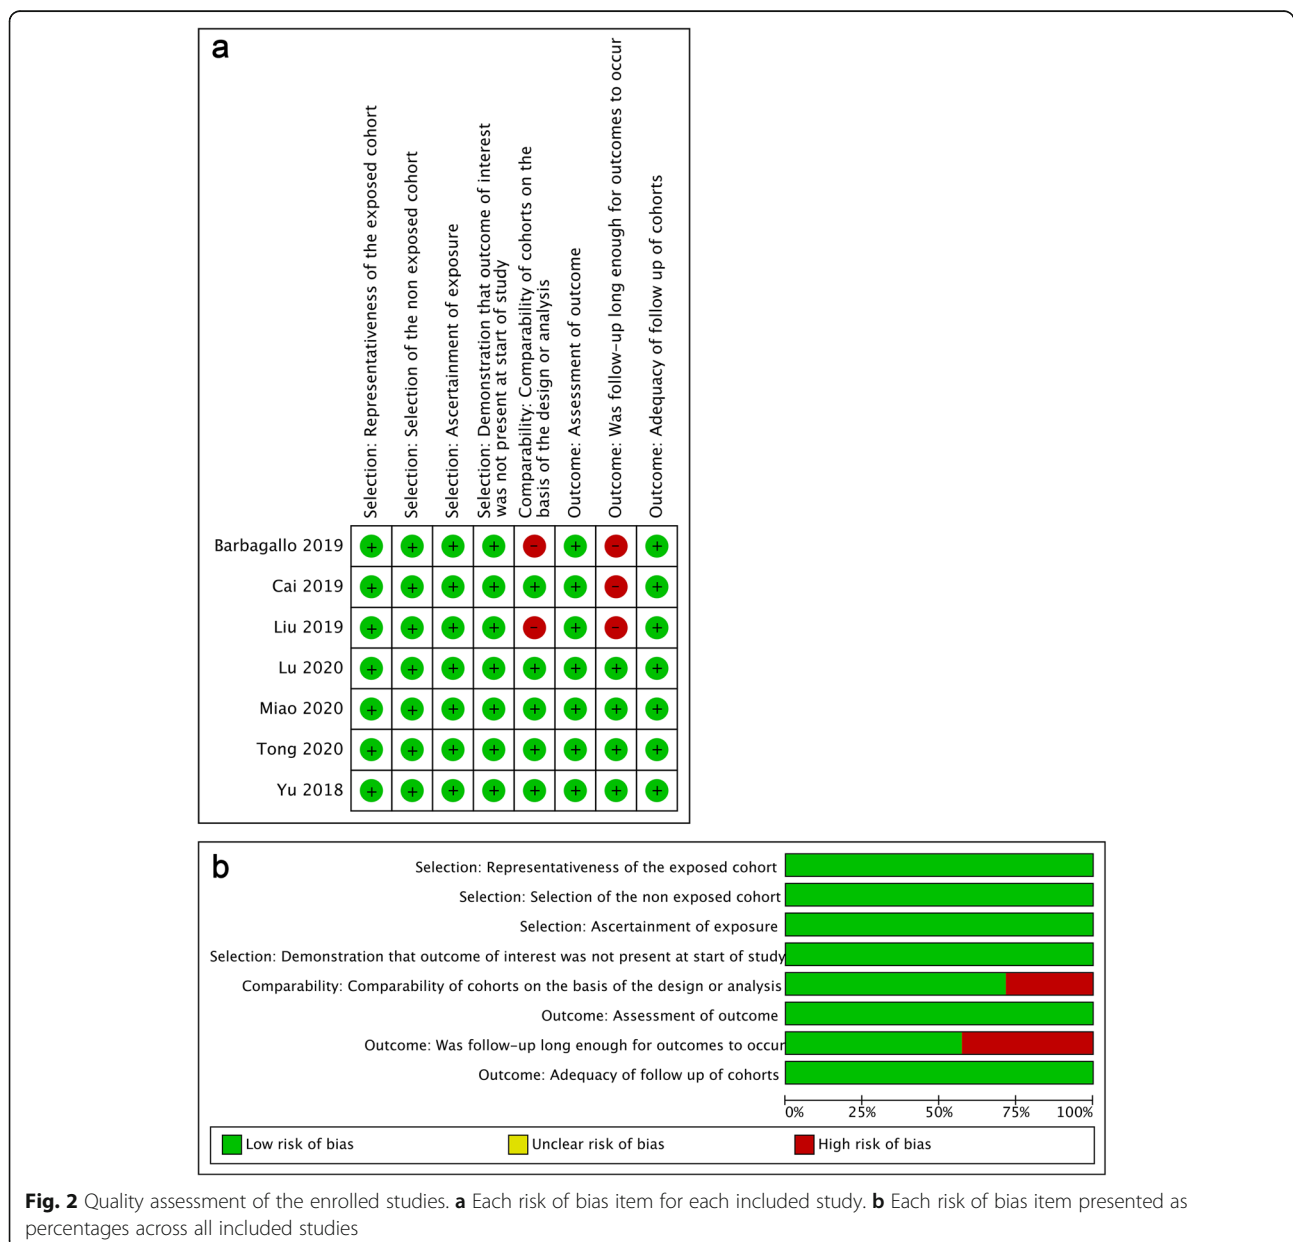 a
Selection: Representativeness of the exposed cohort
Selection: Selection of the non exposed cohort
Selection: Ascertainment of exposure
Selection: Demonstration that outcome of interest
was not present at start of study
Comparability: Comparability of cohorts on the
basis of the design or analysis
Outcome: Assessment of outcome
Outcome: Was follow-up long enough for outcomes to occur
Outcome: Adequacy of follow up of cohorts
Barbagallo 2019 + + + + - + - +
Cai 2019 + + + + + + - +
Liu 2019 + + + + - + - +
Lu 2020 + + + + + + + +
Miao 2020 + + + + + + + +
Tong 2020 + + + + + + + +
Yu 2018 + + + + + + + +
b
Selection: Representativeness of the exposed cohort
Selection: Selection of the non exposed cohort
Selection: Ascertainment of exposure
Selection: Demonstration that outcome of interest was not present at start of study
Comparability: Comparability of cohorts on the basis of the design or analysis
Outcome: Assessment of outcome
Outcome: Was follow-up long enough for outcomes to occur
Outcome: Adequacy of follow up of cohorts
0% 25% 50% 75% 100%
Low risk of bias Unclear risk of bias High risk of bias
Fig. 2 Quality assessment of the enrolled studies. a Each risk of bias item for each included study. b Each risk of bias item presented as
percentages across all included studies